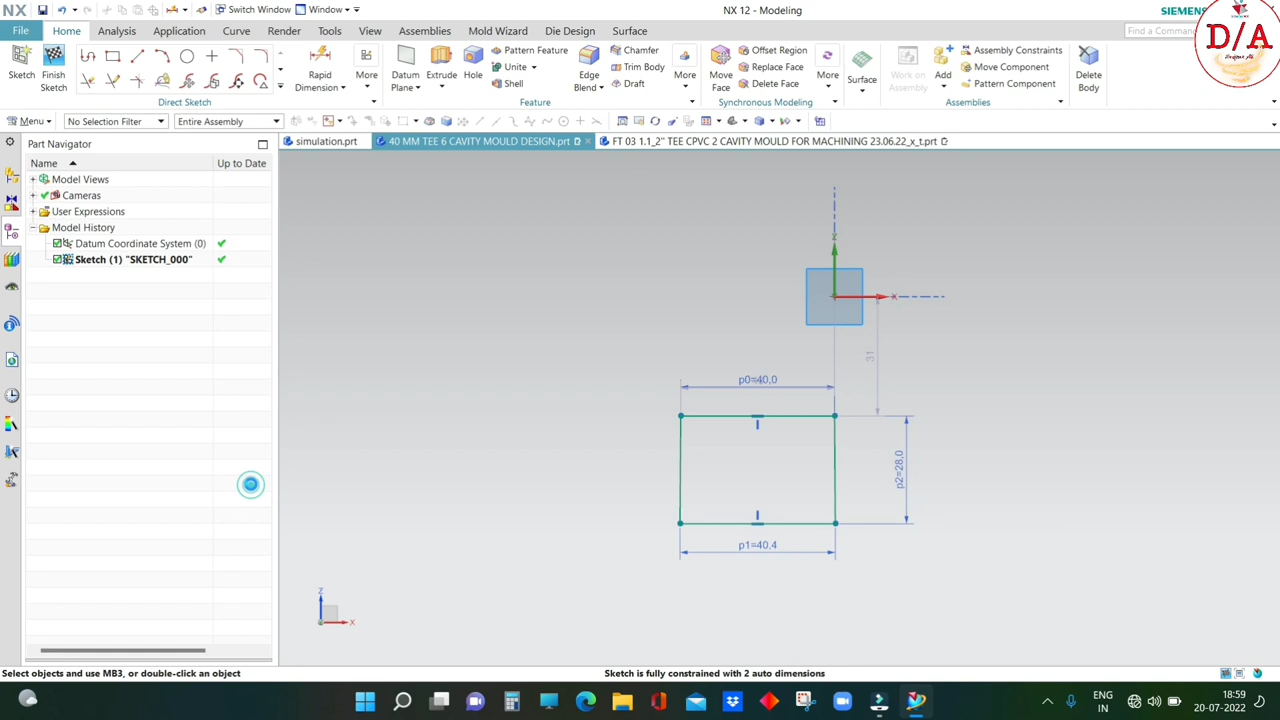 NX
Switch Window
Window
NX 12 - Modeling
SIEMENS
D/A
File
Home
Analysis
Application
Curve
Render
Tools
View
Assemblies
Mold Wizard
Die Design
Surface
Find a Command
Sketch
Finish Sketch
Rapid Dimension
More
Direct Sketch
Datum Plane
Extrude
Hole
Pattern Feature
Unite
Shell
Edge Blend
Chamfer
Trim Body
Draft
More
Feature
Move Face
Offset Region
Replace Face
Delete Face
More
Synchronous Modeling
Surface
Work on Assembly
Add
Assembly Constraints
Move Component
Pattern Component
Assemblies
Delete Body
Menu
No Selection Filter
Entire Assembly
Part Navigator
simulation.prt
40 MM TEE 6 CAVITY MOULD DESIGN.prt
FT 03 1.1_2" TEE CPVC 2 CAVITY MOULD FOR MACHINING 23.06.22_x_t.prt
Name
Up to Date
Model Views
Cameras
User Expressions
Model History
Datum Coordinate System (0)
Sketch (1) "SKETCH_000"
Z
X
31
p0=40,0
p2=28,0
p1=40,4
Z
X
Select objects and use MB3, or double-click an object
Sketch is fully constrained with 2 auto dimensions
ENG
IN
18:59
20-07-2022